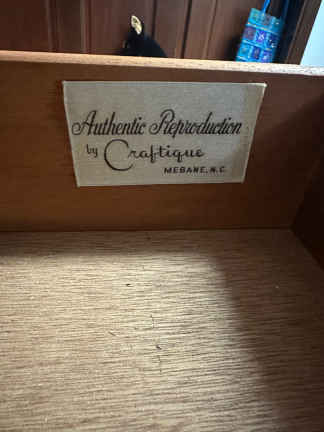 Authentic Reproduction
by Craftique
MEBANE, N.C.